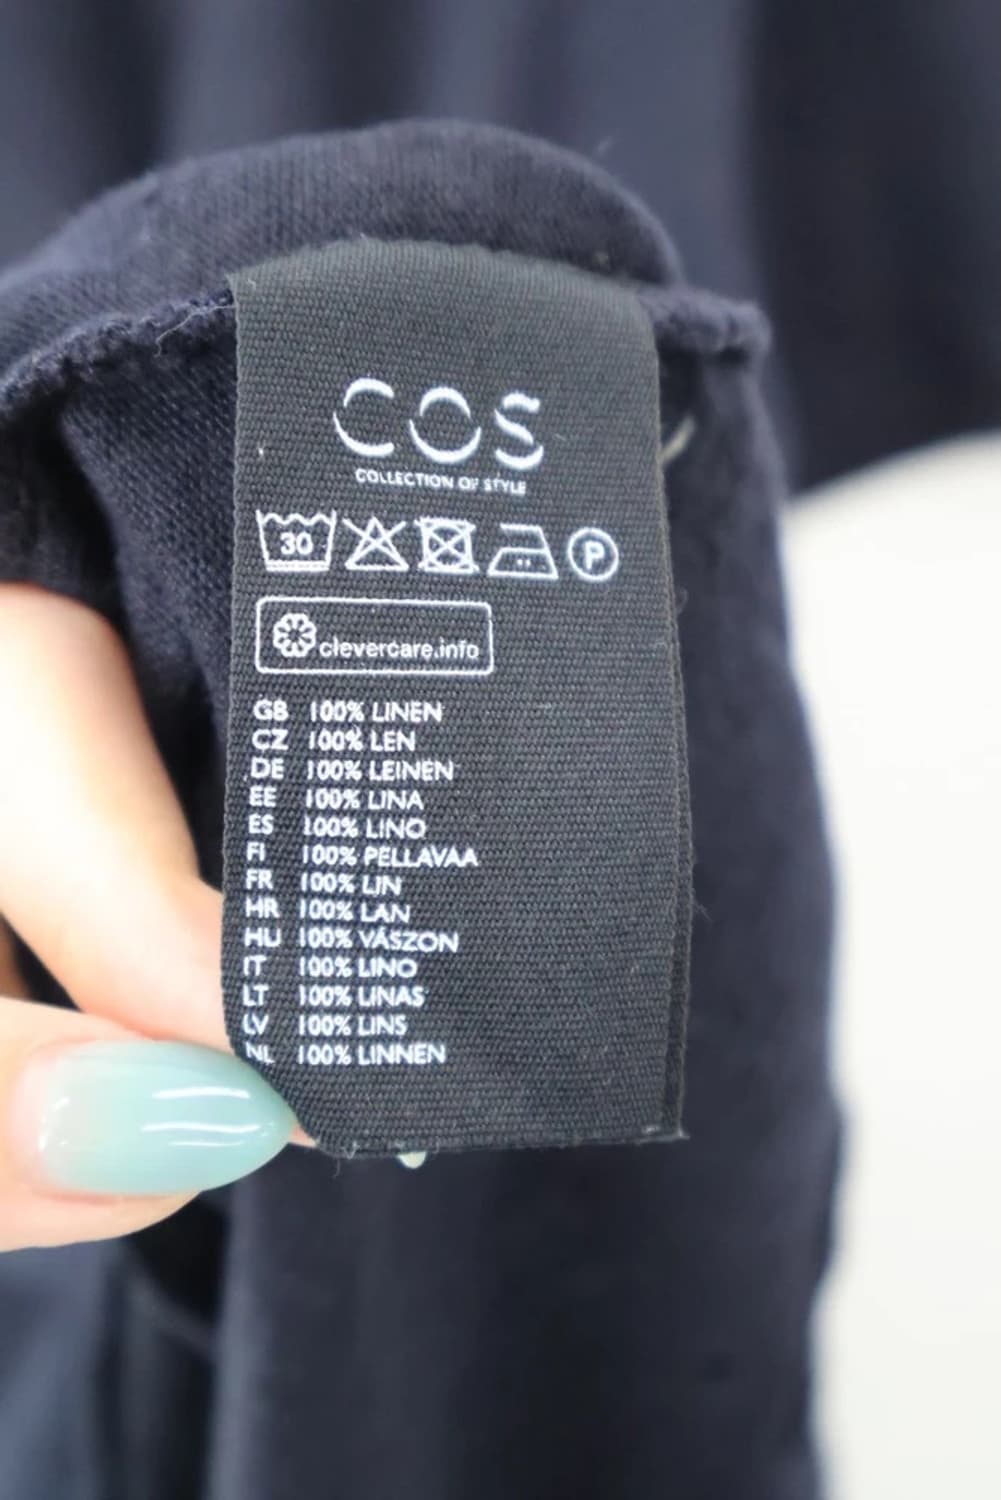 COS
COLLECTION OF STYLE
30 P
clevercare.info
GB 100% LINEN
CZ 100% LEN
DE 100% LEINEN
EE 100% LINA
ES 100% LINO
FI 100% PELLAVAA
FR 100% LIN
HR 100% LAN
HU 100% VÁSZON
IT 100% LINO
LT 100% LINAS
LV 100% LINS
NL 100% LINNEN